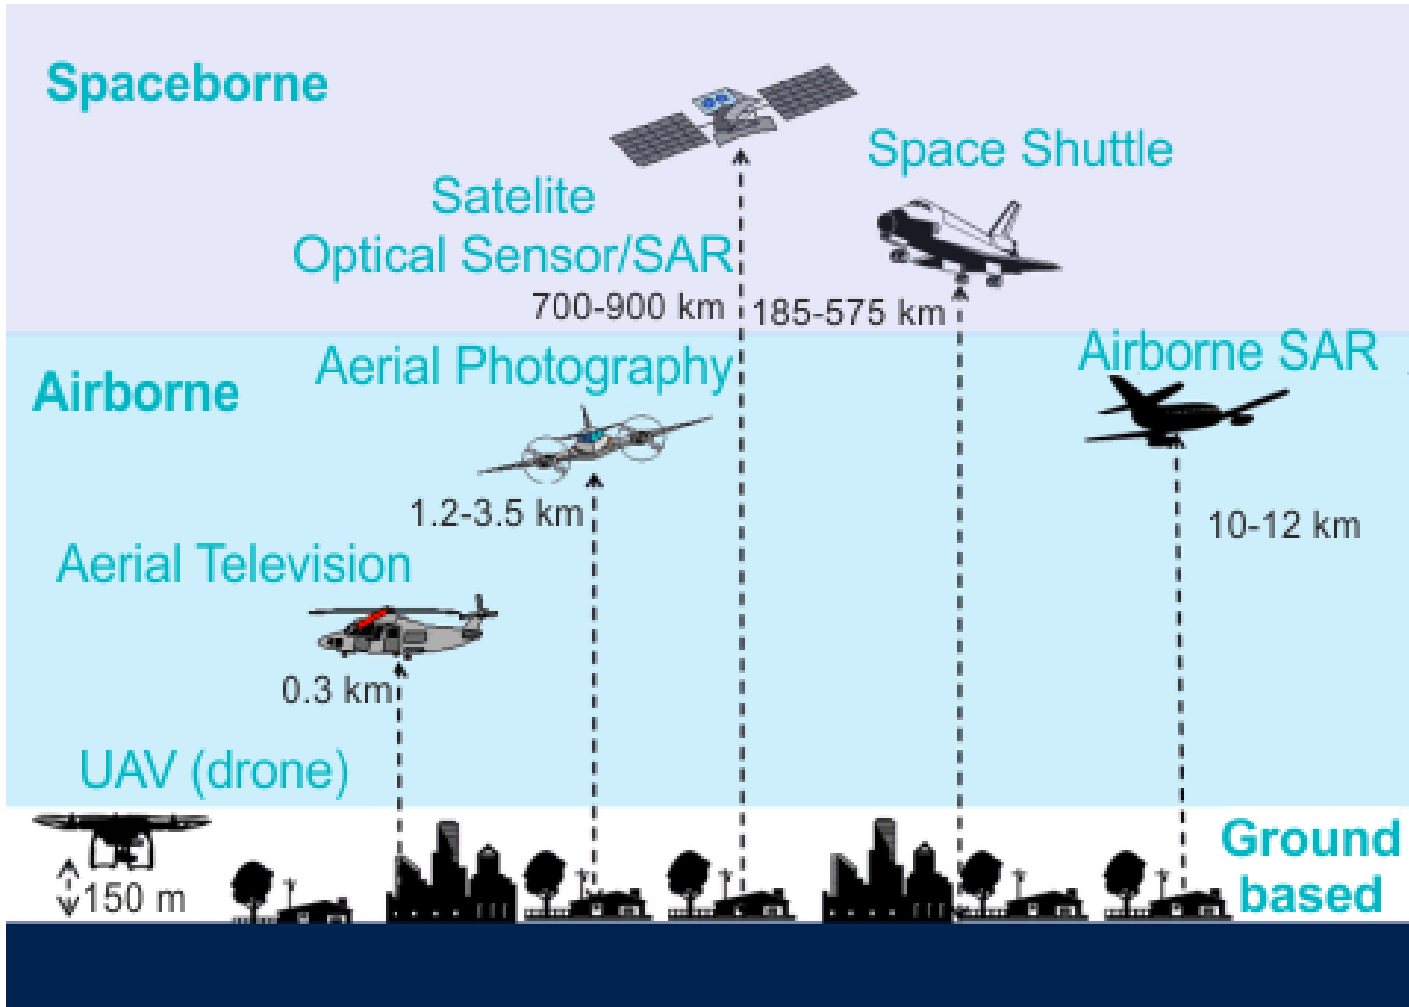 Spaceborne
Space Shuttle
Satelite
Optical Sensor/SAR
700-900 km
185-575 km
Airborne
Aerial Photography
Airborne SAR
1.2-3.5 km
10-12 km
Aerial Television
0.3 km
UAV (drone)
150 m
Ground
based